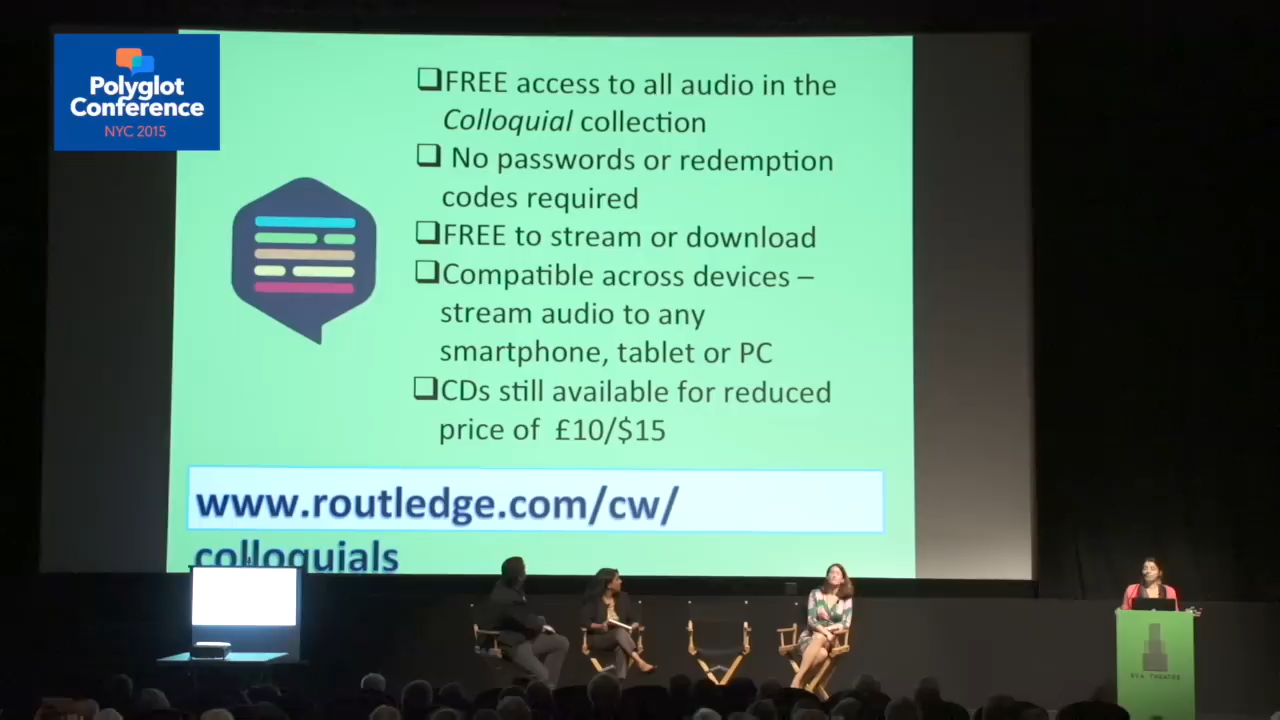 Polyglot
Conference
NYC 2015
❑FREE access to all audio in the
Colloquial collection
❑ No passwords or redemption
codes required
❑FREE to stream or download
❑Compatible across devices –
stream audio to any
smartphone, tablet or PC
❑CDs still available for reduced
price of £10/$15
www.routledge.com/cw/
colloquials
SVA THEATRE